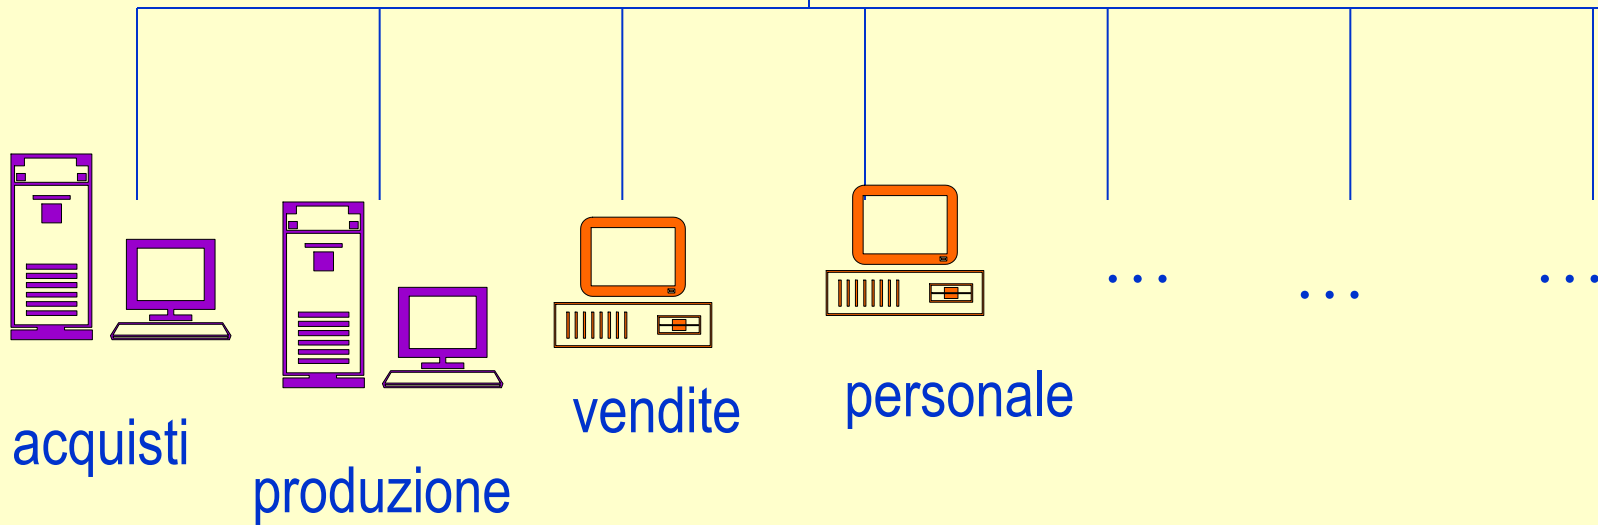 acquisti
produzione
vendite
personale
...
...
...